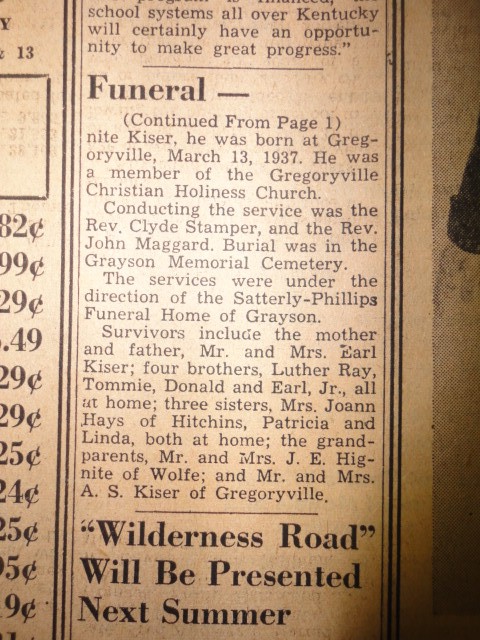 school systems all over Kentucky
will certainly have an opportu-
nity to make great progress."
Y
& 13
Funeral —
(Continued From Page 1)
nite Kiser, he was born at Greg-
oryville, March 13, 1937. He was
a member of the Gregoryville
Christian Holiness Church.
Conducting the service was the
Rev. Clyde Stamper, and the Rev.
John Maggard. Burial was in the
Grayson Memorial Cemetery.
The services were under the
direction of the Satterly-Phillips
Funeral Home of Grayson.
Survivors include the mother
and father, Mr. and Mrs. Earl
Kiser; four brothers, Luther Ray,
Tommie, Donald and Earl, Jr., all
at home; three sisters, Mrs. Joann
Hays of Hitchins, Patricia and
Linda, both at home; the grand-
parents, Mr. and Mrs. J. E. Hig-
nite of Wolfe; and Mr. and Mrs.
A. S. Kiser of Gregoryville.
"Wilderness Road"
Will Be Presented
Next Summer
82¢
99¢
29¢
.49
29¢
29¢
25¢
24¢
25¢
95¢
19¢